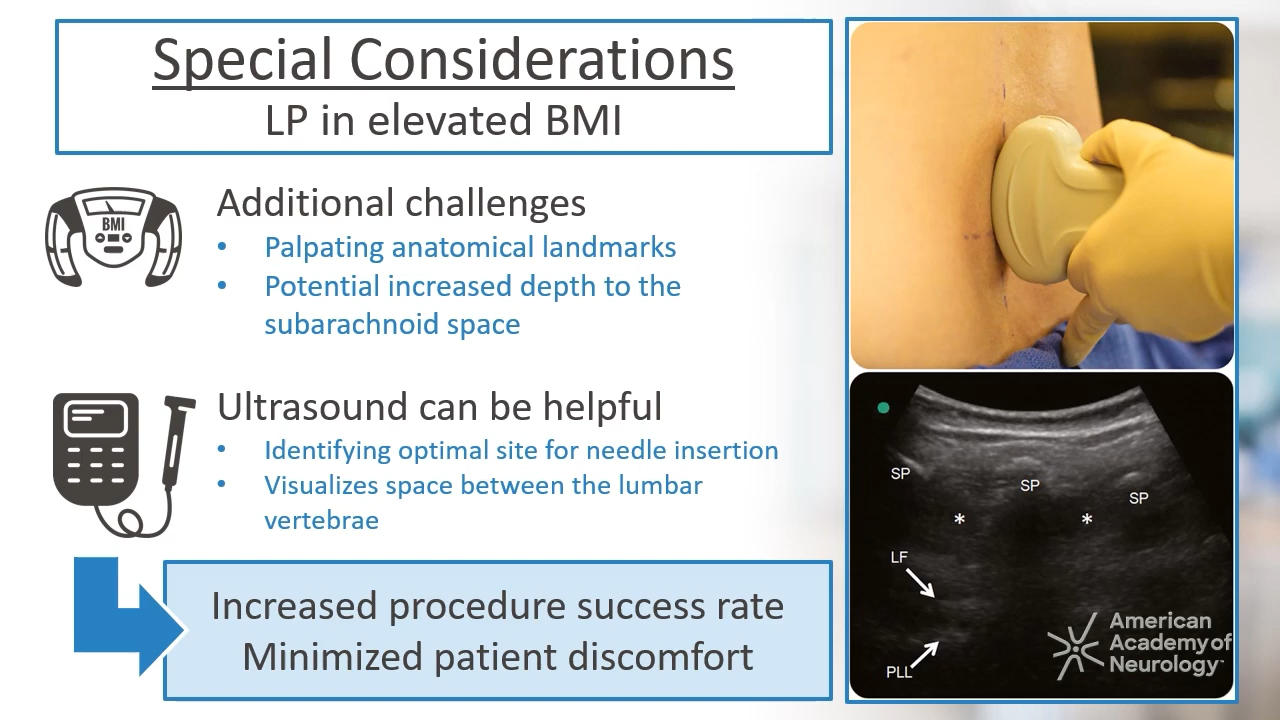 Special Considerations
LP in elevated BMI
BMI
Additional challenges
• Palpating anatomical landmarks
• Potential increased depth to the
subarachnoid space
Ultrasound can be helpful
• Identifying optimal site for needle insertion
• Visualizes space between the lumbar
vertebrae
Increased procedure success rate
Minimized patient discomfort
SP
SP
SP
*
*
LF
PLL
American
Academy of
Neurology™